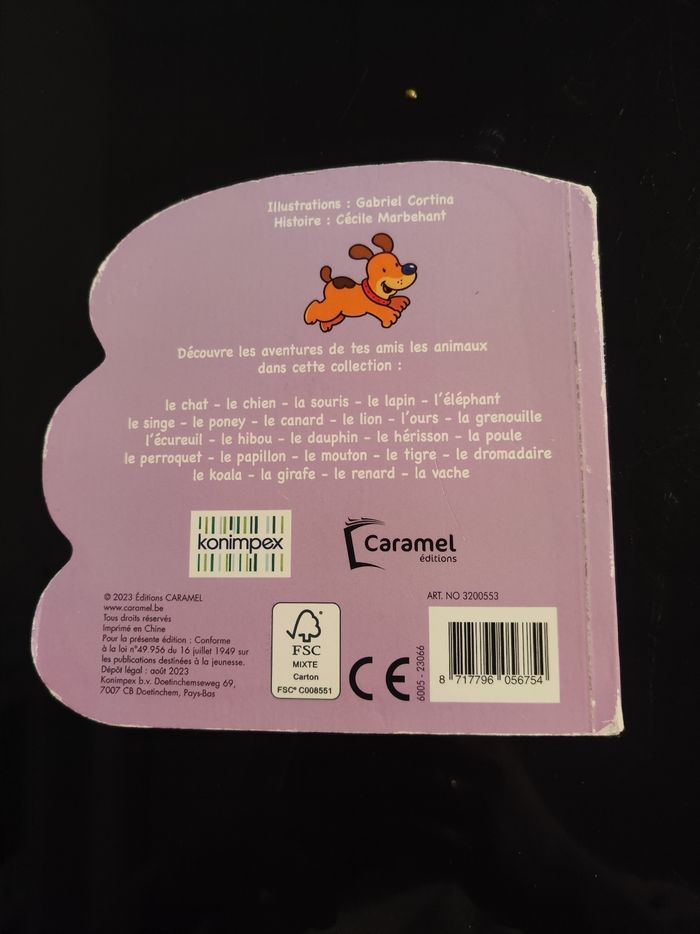 Illustrations : Gabriel Cortina
Histoire : Cécile Marbehant
Découvre les aventures de tes amis les animaux
dans cette collection :
le chat - le chien - la souris - le lapin - l'éléphant
le singe - le poney - le canard - le lion - l'ours - la grenouille
l'écureuil - le hibou - le dauphin - le hérisson - la poule
le perroquet - le papillon - le mouton - le tigre - le dromadaire
le koala - la girafe - le renard - la vache
konimpex
Caramel
éditions
© 2023 Éditions CARAMEL
www.caramel.be
Tous droits réservés
Imprimé en Chine
Pour la présente édition : Conforme
à la loi n°49.956 du 16 juillet 1949 sur
les publications destinées à la jeunesse.
Dépôt légal : août 2023
Konimpex b.v. Doetinchemseweg 69,
7007 CB Doetinchem, Pays-Bas
FSC
MIXTE
Carton
FSC® C008551
CE
6005 - 23066
ART. NO 3200553
8 717796 056754